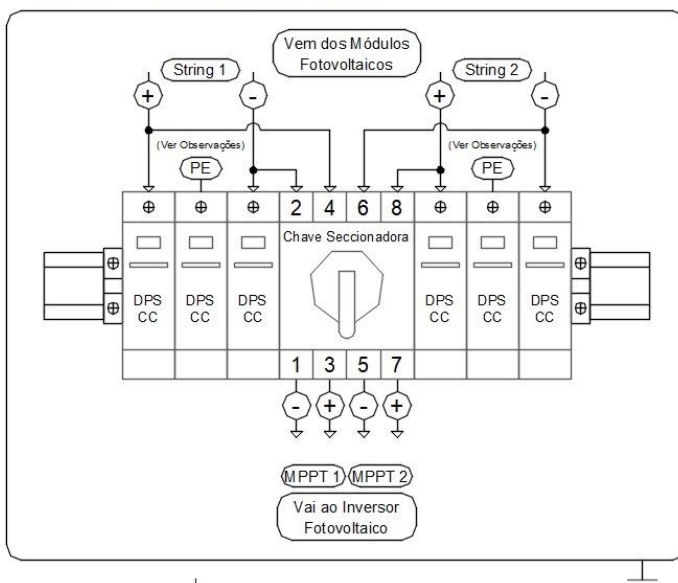 Vem dos Módulos
Fotovoltaicos
String 1
String 2
+
-
+
-
(Ver Observações)
(Ver Observações)
PE
PE
2 4 6 8
Chave Seccionadora
DPS
CC
DPS
CC
DPS
CC
DPS
CC
DPS
CC
DPS
CC
1 3 5 7
- + - +
MPPT 1
MPPT 2
Vai ao Inversor
Fotovoltaico